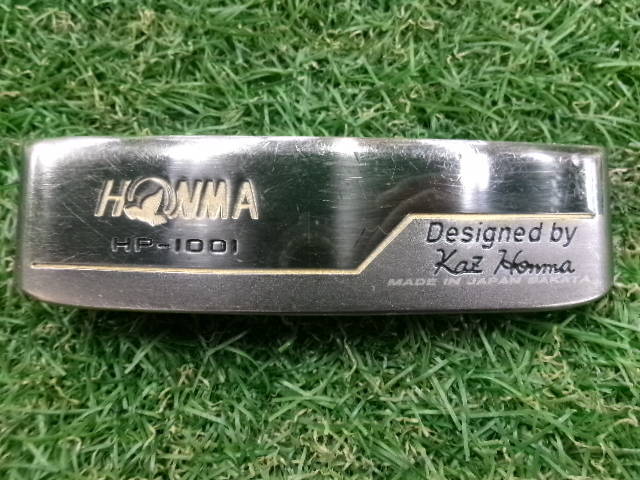 HONMA
HP-1001
Designed by
Kaz Honma
MADE IN JAPAN SAKATA